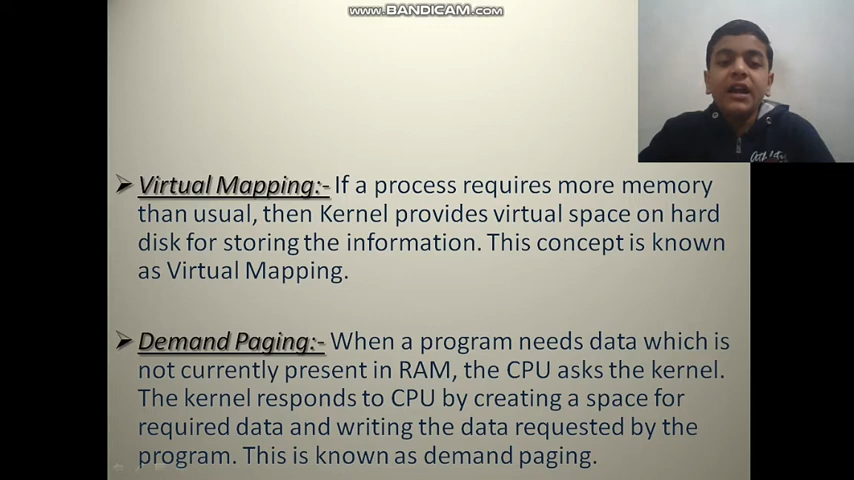 www.BANDICAM.com
Virtual Mapping:- If a process requires more memory
than usual, then Kernel provides virtual space on hard
disk for storing the information. This concept is known
as Virtual Mapping.
Demand Paging:- When a program needs data which is
not currently present in RAM, the CPU asks the kernel.
The kernel responds to CPU by creating a space for
required data and writing the data requested by the
program. This is known as demand paging.